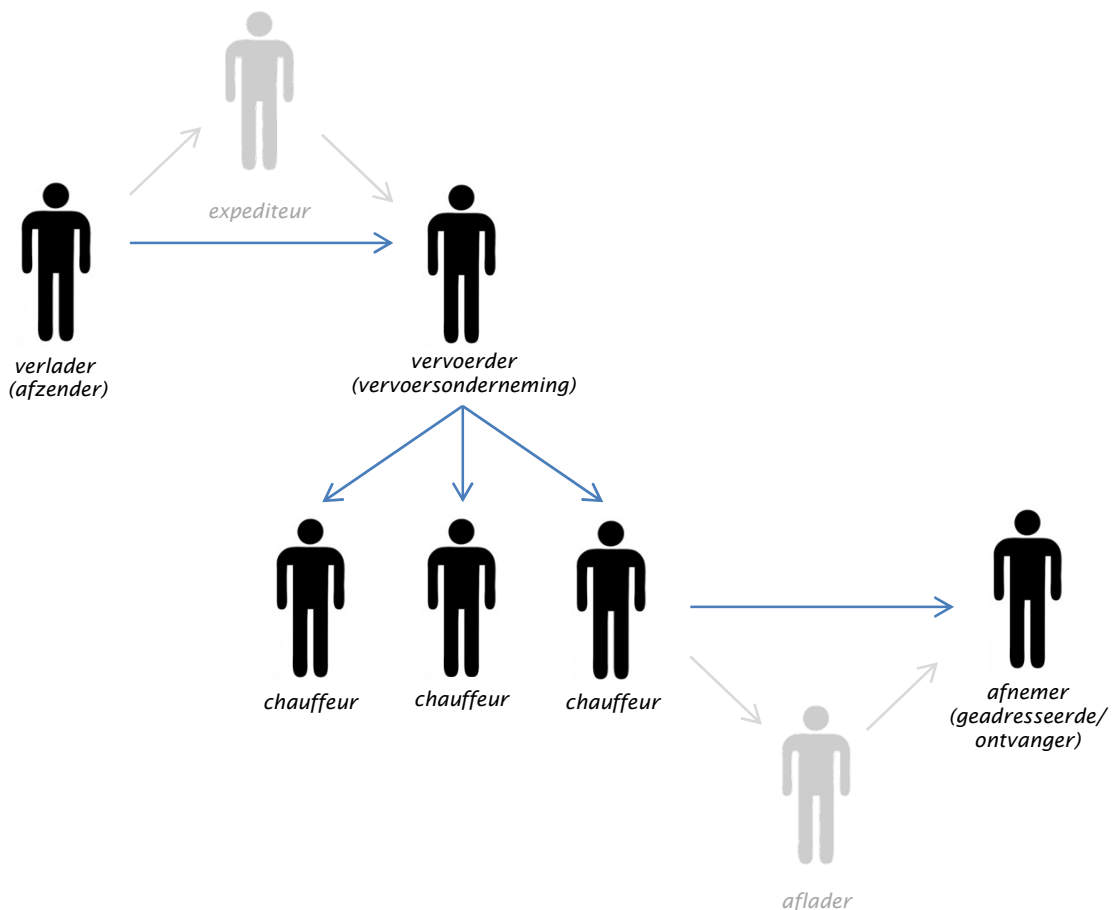 expediteur
verlader
(afzender)
vervoerder
(vervoersonderneming)
chauffeur
chauffeur
chauffeur
afnemer
(geadresseerde/
ontvanger)
aflader